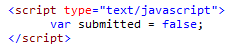 <script type="text/javascript">
var submitted = false;
</script>